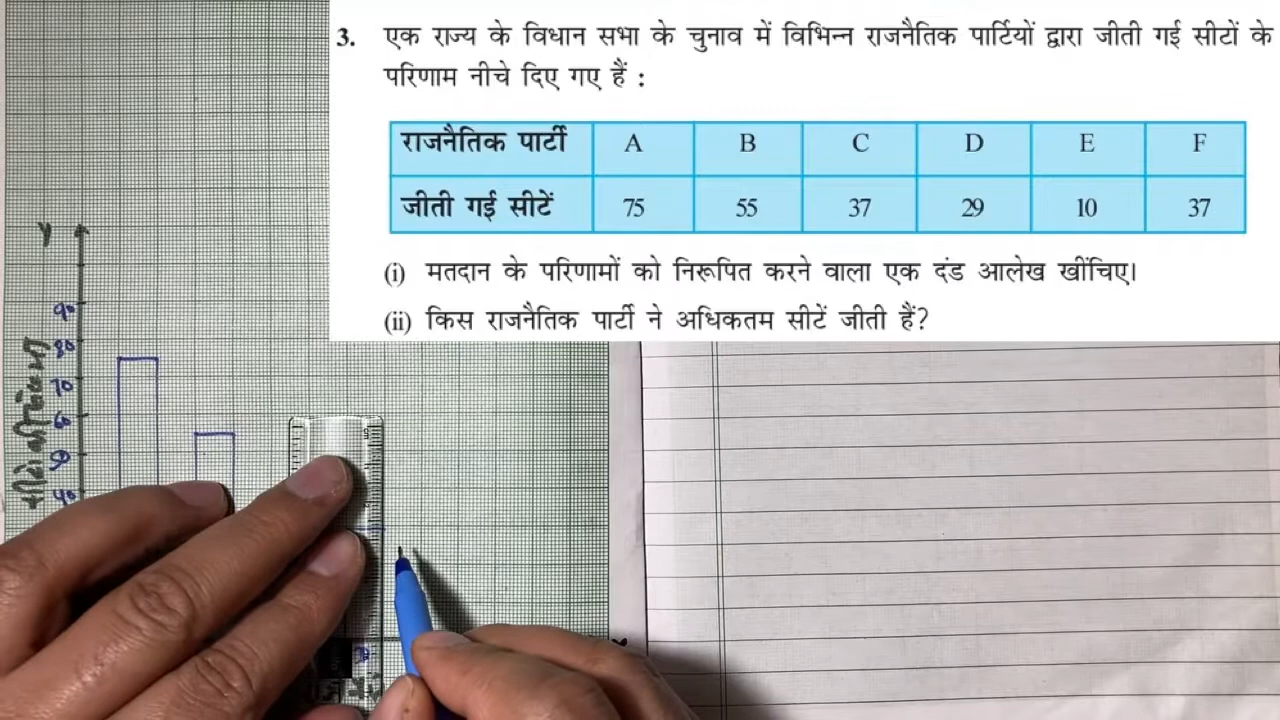 3. एक राज्य के विधान सभा के चुनाव में विभिन्न राजनैतिक पार्टियों द्वारा जीती गई सीटों के
परिणाम नीचे दिए गए हैं :
राजनैतिक पार्टी A B C D E F
जीती गई सीटें 75 55 37 29 10 37
(i) मतदान के परिणामों को निरूपित करने वाला एक दंड आलेख खींचिए।
(ii) किस राजनैतिक पार्टी ने अधिकतम सीटें जीती हैं?
Y
90
80
70
60
50
40
D